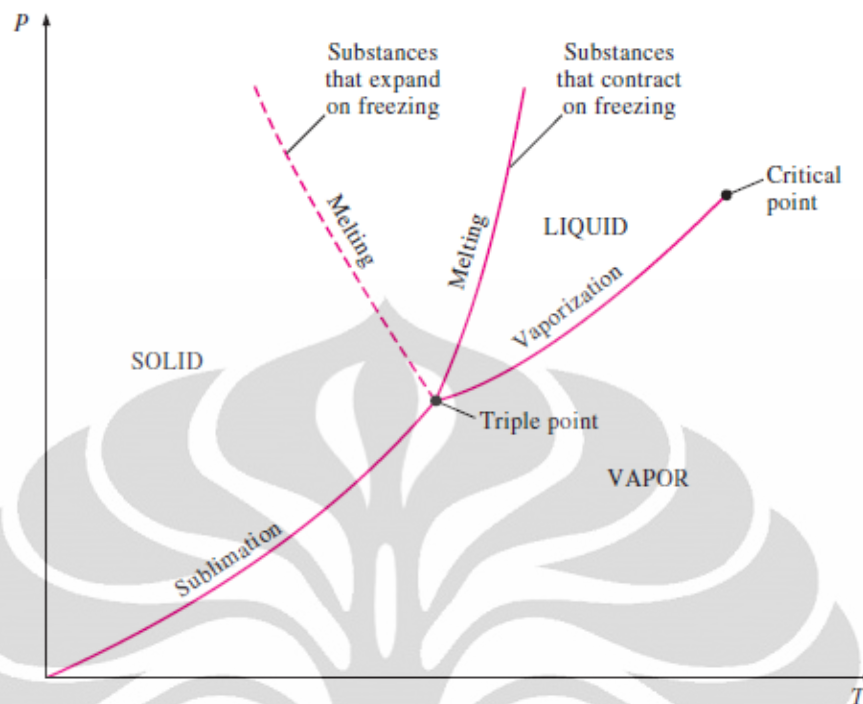 P
Substances
that expand
on freezing
Substances
that contract
on freezing
Critical
point
Melting
Melting
LIQUID
Vaporization
SOLID
Triple point
VAPOR
Sublimation
T